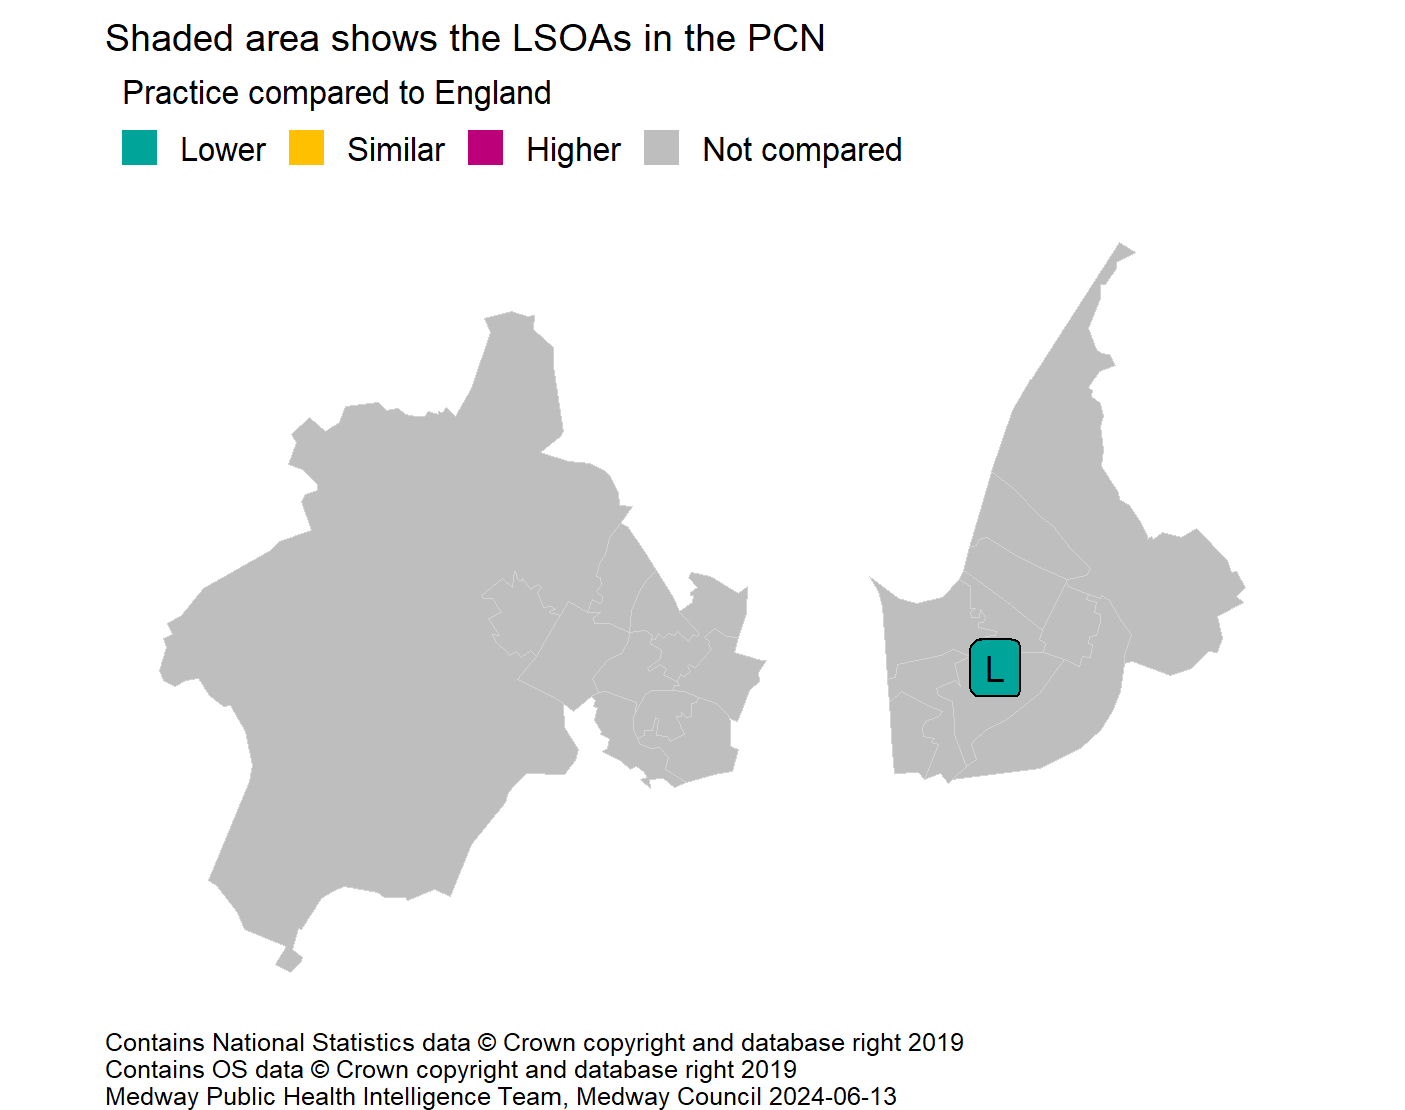 Shaded area shows the LSOAs in the PCN
Practice compared to England
Lower Similar Higher Not compared
L
Contains National Statistics data © Crown copyright and database right 2019
Contains OS data © Crown copyright and database right 2019
Medway Public Health Intelligence Team, Medway Council 2024-06-13